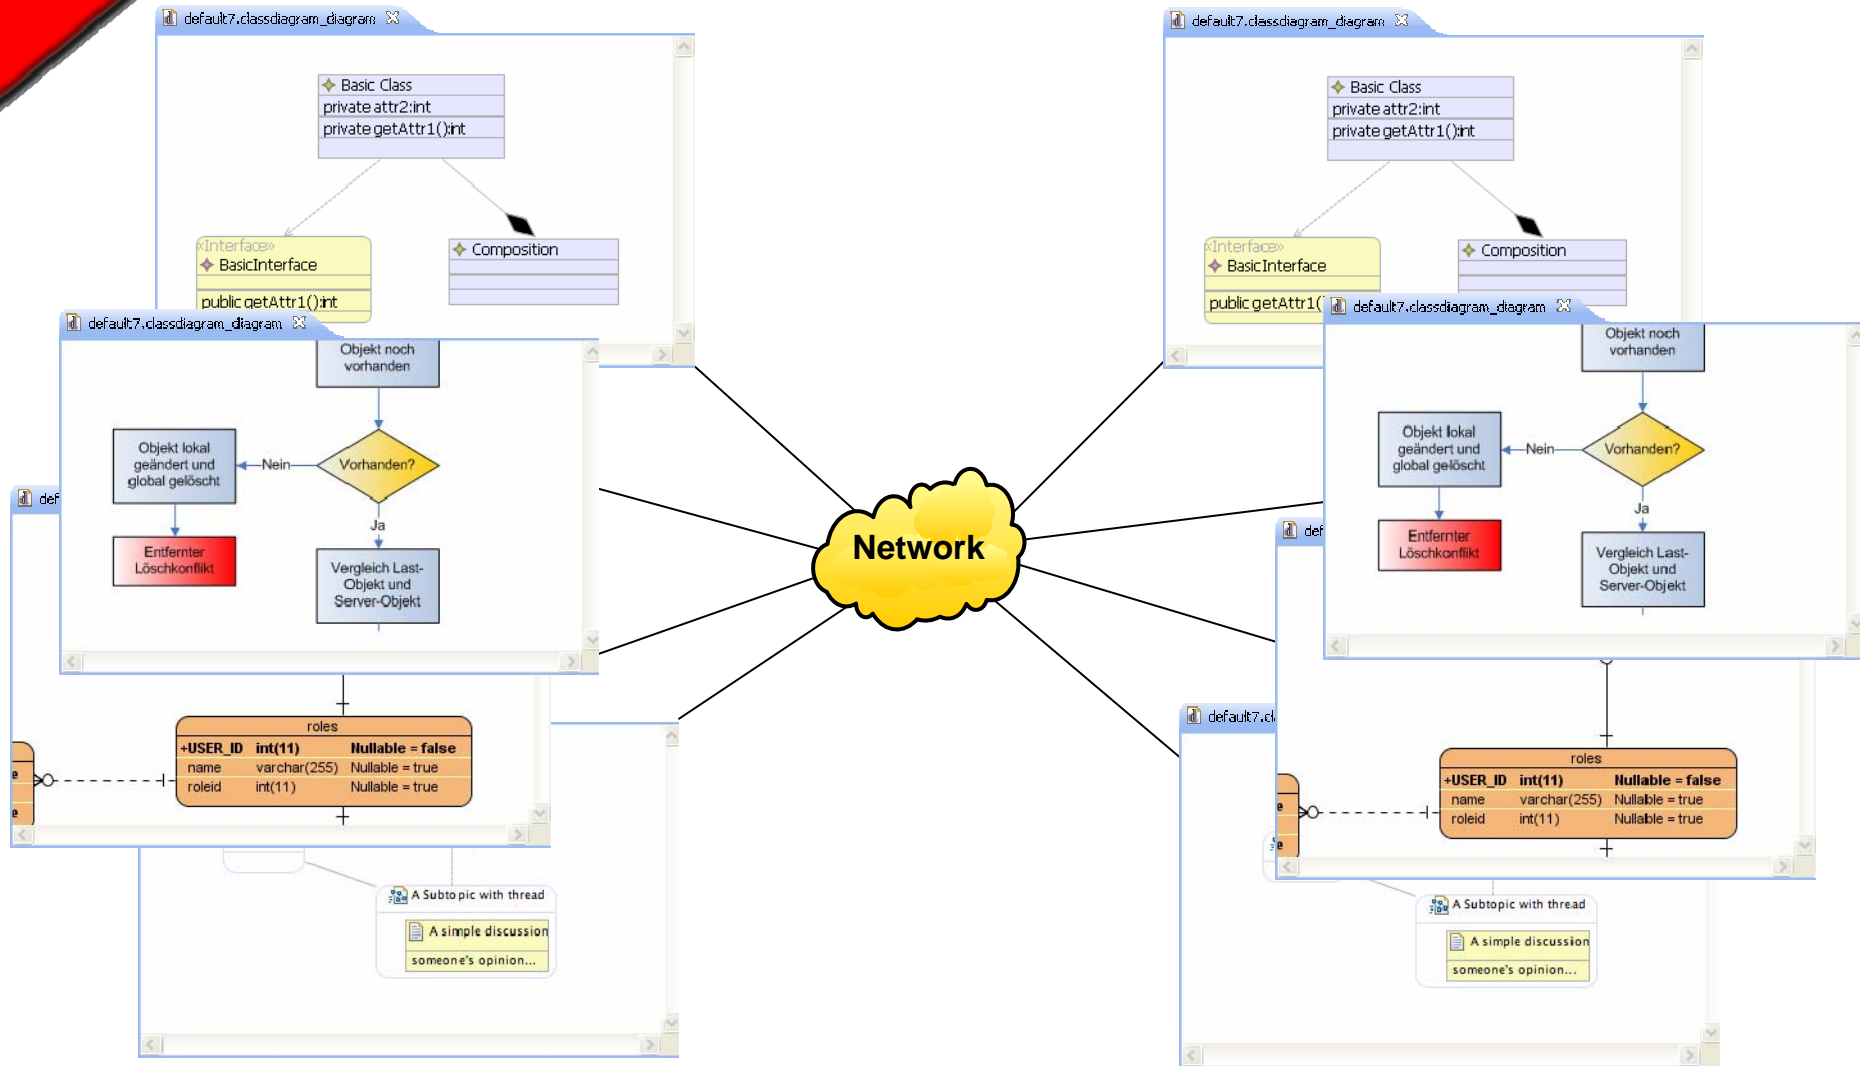 default7.classdiagram_diagram
Basic Class
private attr2:int
private getAttr1():int
«Interface»
BasicInterface
public getAttr1():int
Composition
default7.classdiagram_diagram
Objekt noch
vorhanden
Objekt lokal
geändert und
global gelöscht
Nein
Vorhanden?
Ja
Entfernter
Löschkonflikt
Vergleich Last-
Objekt und
Server-Objekt
def
roles
+USER_ID int(11) Nullable = false
name varchar(255) Nullable = true
roleid int(11) Nullable = true
e
e
A Subtopic with thread
A simple discussion
someone's opinion...
Network
default7.classdiagram_diagram
Basic Class
private attr2:int
private getAttr1():int
«Interface»
BasicInterface
public getAttr1()
Composition
default7.classdiagram_diagram
Objekt noch
vorhanden
Objekt lokal
geändert und
global gelöscht
Nein
Vorhanden?
Ja
Entfernter
Löschkonflikt
Vergleich Last-
Objekt und
Server-Objekt
def
roles
+USER_ID int(11) Nullable = false
name varchar(255) Nullable = true
roleid int(11) Nullable = true
e
e
default7.cl
A Subtopic with thread
A simple discussion
someone's opinion...